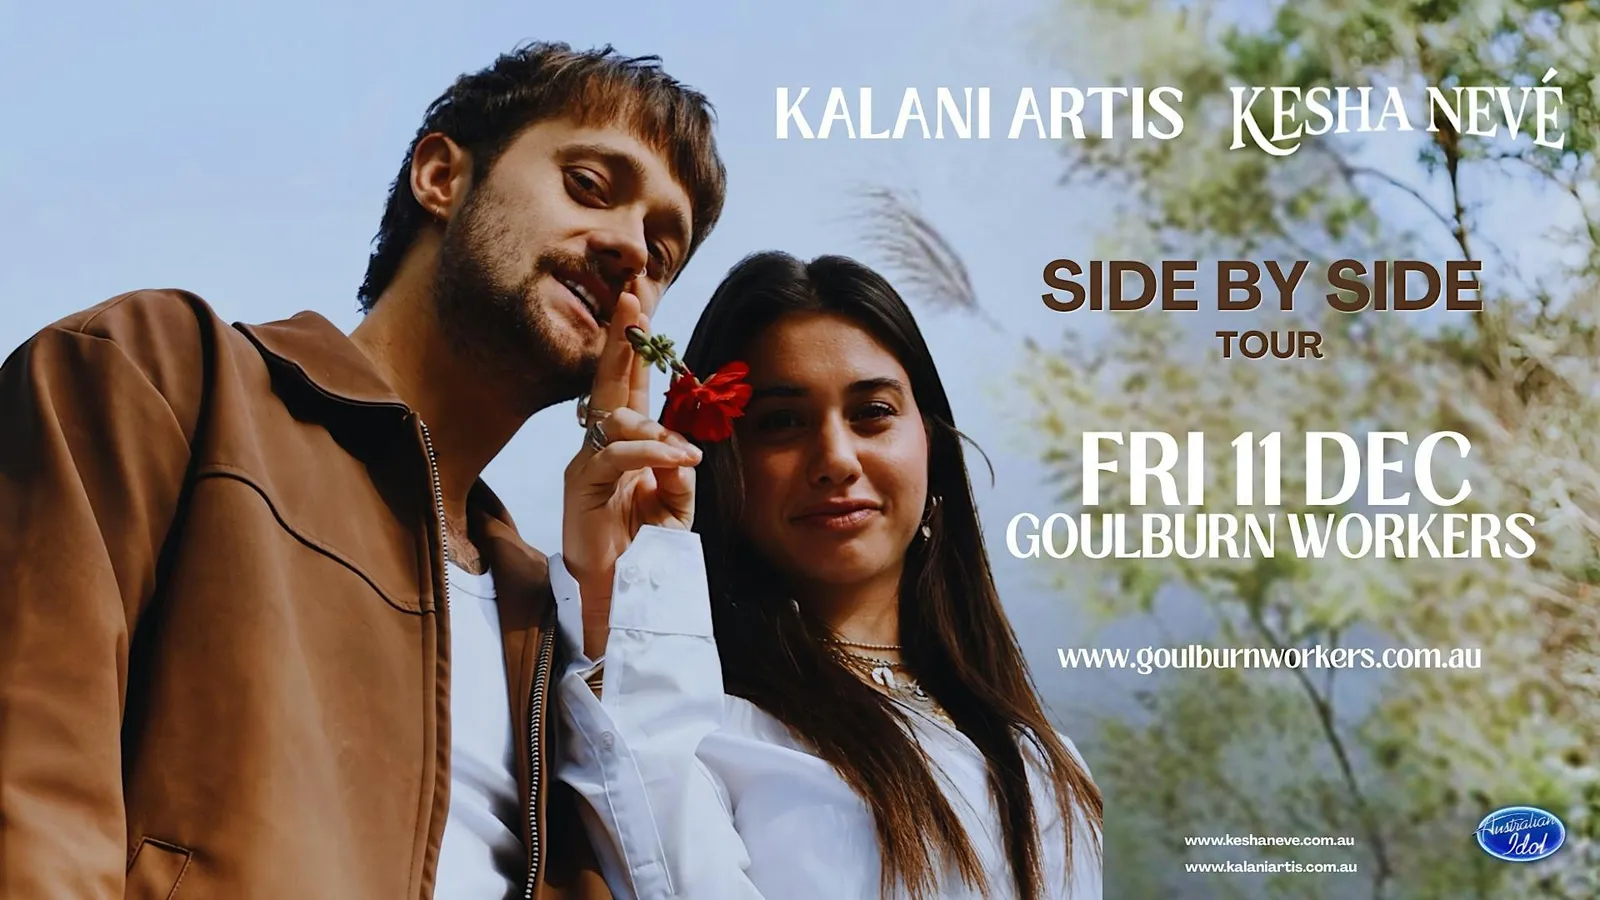 KALANI ARTIS KESHA NEVÉ
SIDE BY SIDE
TOUR
FRI 11 DEC
GOULBURN WORKERS
www.goulburnworkers.com.au
www.keshaneve.com.au
www.kalaniartis.com.au
Australian
Idol